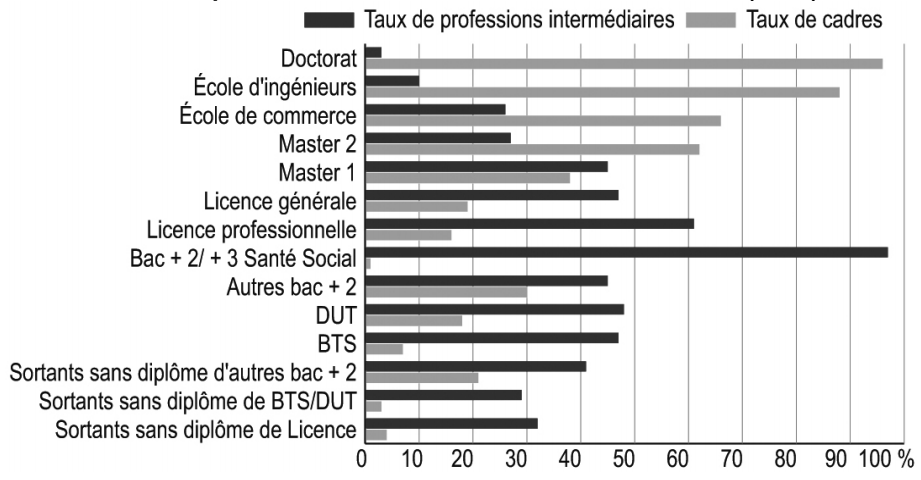 Taux de professions intermédiaires Taux de cadres
Doctorat
École d'ingénieurs
École de commerce
Master 2
Master 1
Licence générale
Licence professionnelle
Bac + 2/ + 3 Santé Social
Autres bac + 2
DUT
BTS
Sortants sans diplôme d'autres bac + 2
Sortants sans diplôme de BTS/DUT
Sortants sans diplôme de Licence
0 10 20 30 40 50 60 70 80 90 100 %